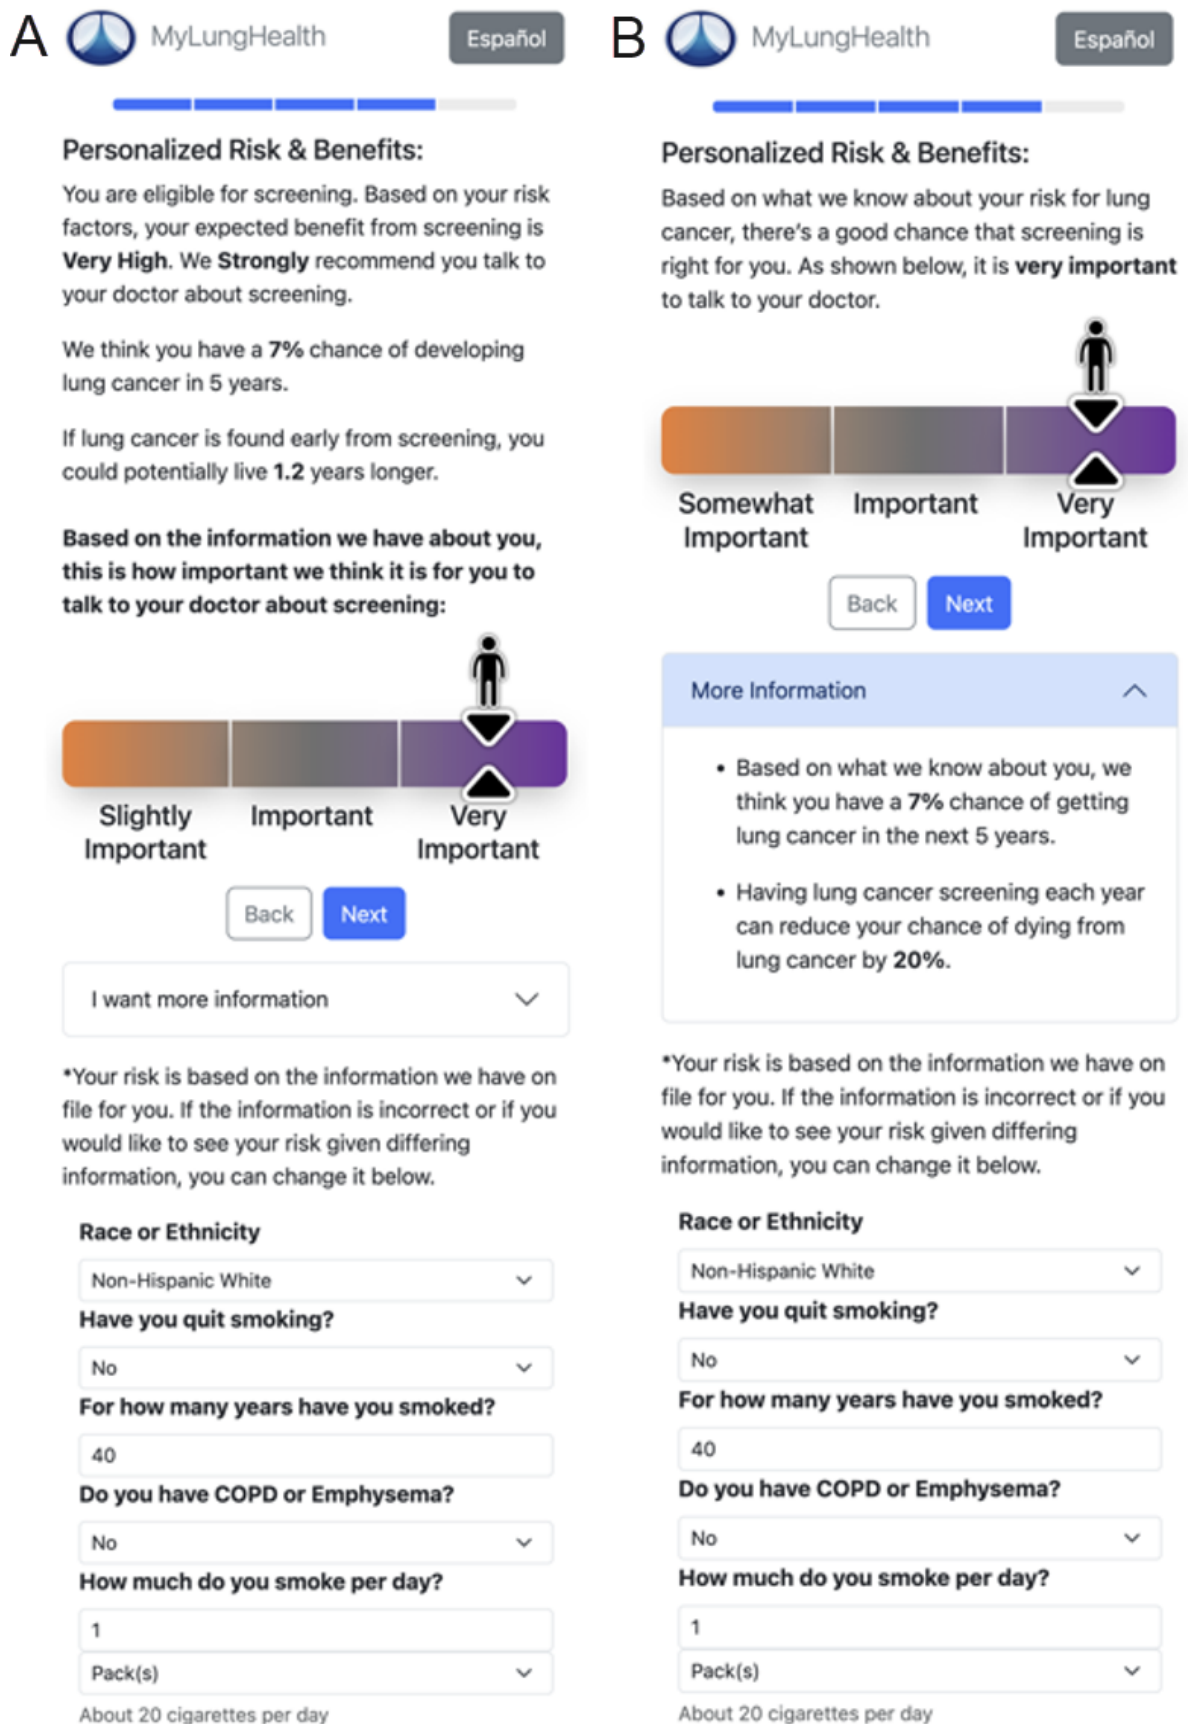 A
MyLungHealth
Español
Personalized Risk & Benefits:
You are eligible for screening. Based on your risk
factors, your expected benefit from screening is
Very High. We Strongly recommend you talk to
your doctor about screening.
We think you have a 7% chance of developing
lung cancer in 5 years.
If lung cancer is found early from screening, you
could potentially live 1.2 years longer.
Based on the information we have about you,
this is how important we think it is for you to
talk to your doctor about screening:
Slightly
Important
Important
Very
Important
Back
Next
I want more information
*Your risk is based on the information we have on
file for you. If the information is incorrect or if you
would like to see your risk given differing
information, you can change it below.
Race or Ethnicity
Non-Hispanic White
Have you quit smoking?
No
For how many years have you smoked?
40
Do you have COPD or Emphysema?
No
How much do you smoke per day?
1
Pack(s)
About 20 cigarettes per day
B
MyLungHealth
Español
Personalized Risk & Benefits:
Based on what we know about your risk for lung
cancer, there's a good chance that screening is
right for you. As shown below, it is very important
to talk to your doctor.
Somewhat
Important
Important
Very
Important
Back
Next
More Information
• Based on what we know about you, we
think you have a 7% chance of getting
lung cancer in the next 5 years.
• Having lung cancer screening each year
can reduce your chance of dying from
lung cancer by 20%.
*Your risk is based on the information we have on
file for you. If the information is incorrect or if you
would like to see your risk given differing
information, you can change it below.
Race or Ethnicity
Non-Hispanic White
Have you quit smoking?
No
For how many years have you smoked?
40
Do you have COPD or Emphysema?
No
How much do you smoke per day?
1
Pack(s)
About 20 cigarettes per day